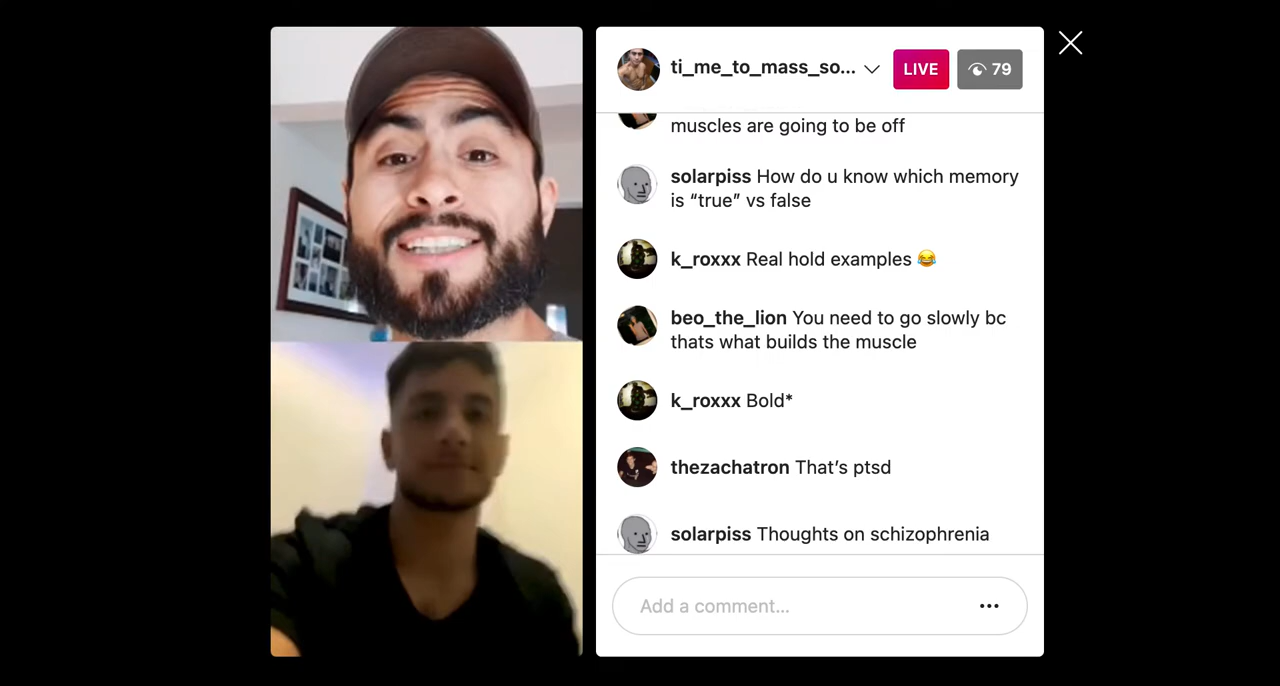 ti_me_to_mass_so... LIVE 79
muscles are going to be off
solarpiss How do u know which memory
is “true” vs false
k_roxxx Real hold examples 😂
beo_the_lion You need to go slowly bc
thats what builds the muscle
k_roxxx Bold*
thezachatron That’s ptsd
solarpiss Thoughts on schizophrenia
Add a comment...